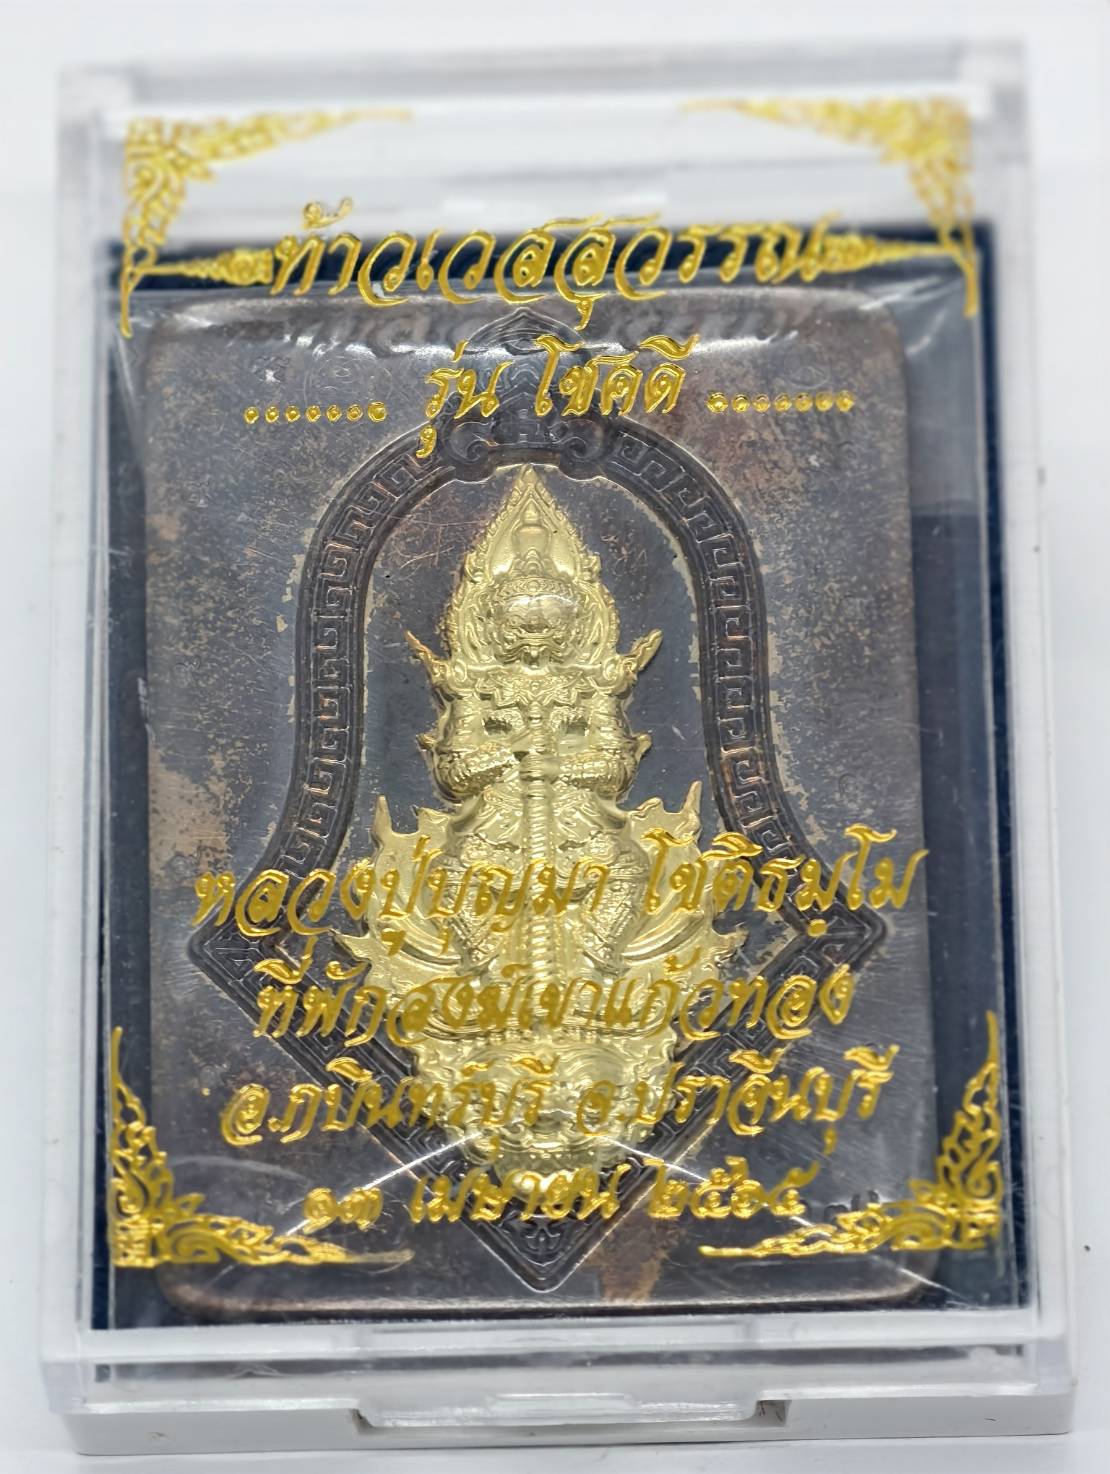 ท้าวเวสสุวรรณ
....... รุ่น โชคดี .......
หลวงปู่บุญมา โชติธมฺโม
ที่พักสงฆ์เขาแก้วทอง
อ.กบินทร์บุรี จ.ปราจีนบุรี
๑๓ เมษายน ๒๕๖๕